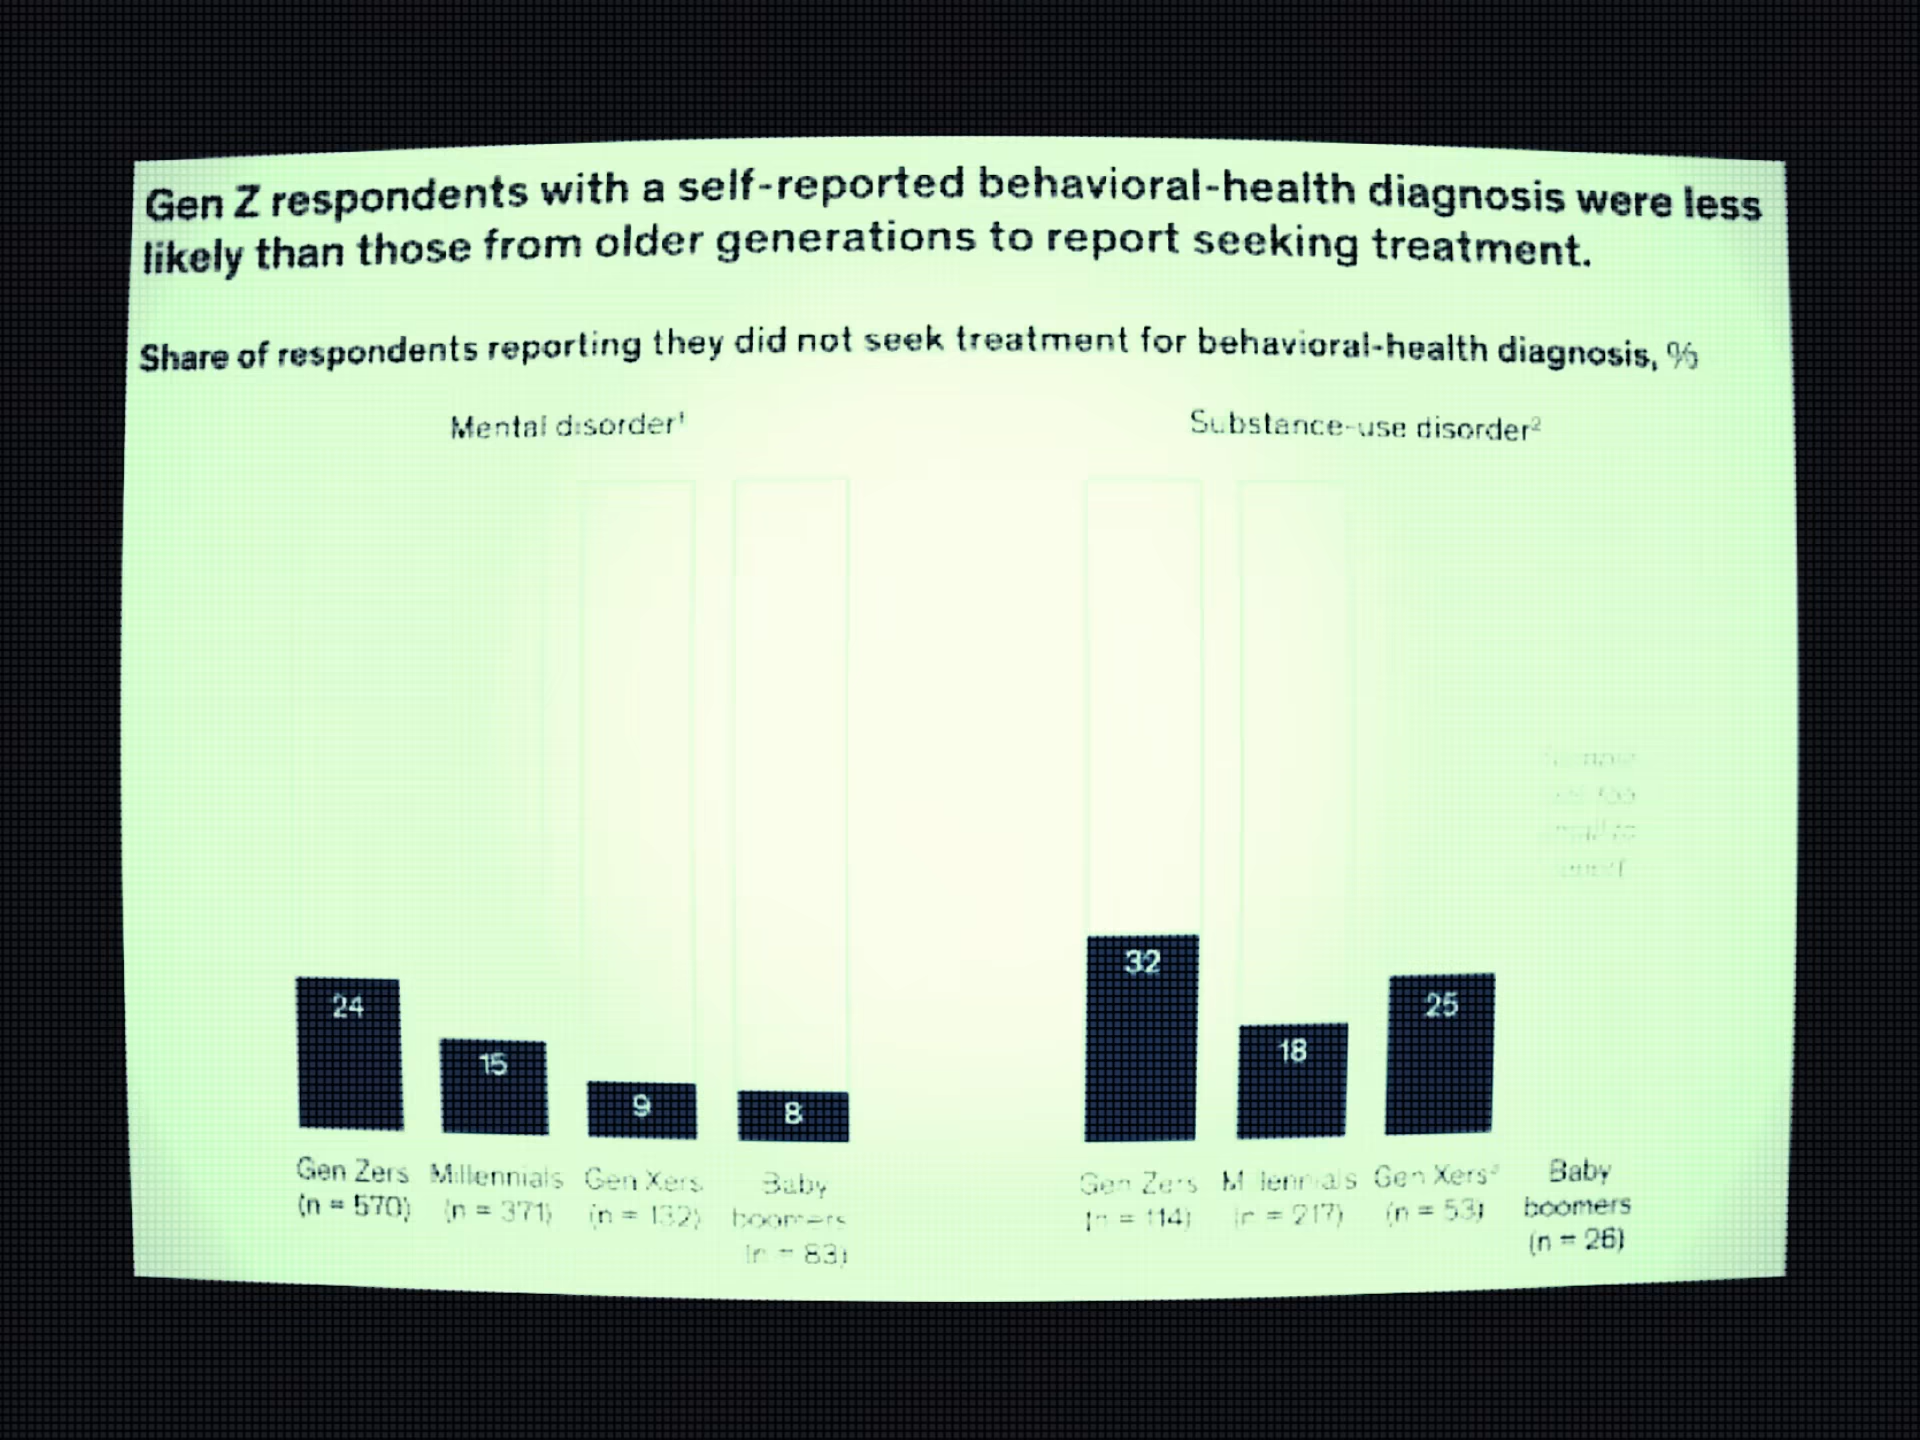 Gen Z respondents with a self-reported behavioral-health diagnosis were less
likely than those from older generations to report seeking treatment.
Share of respondents reporting they did not seek treatment for behavioral-health diagnosis, %
Mental disorder¹
Substance-use disorder²
24
15
9
8
32
18
25
Gen Zers
(n = 570)
Millennials
(n = 371)
Gen Xers
(n = 132)
Baby
boomers
(n = 83)
Gen Zers
(n = 114)
Millennials
(n = 217)
Gen Xers
(n = 53)
Baby
boomers
(n = 26)